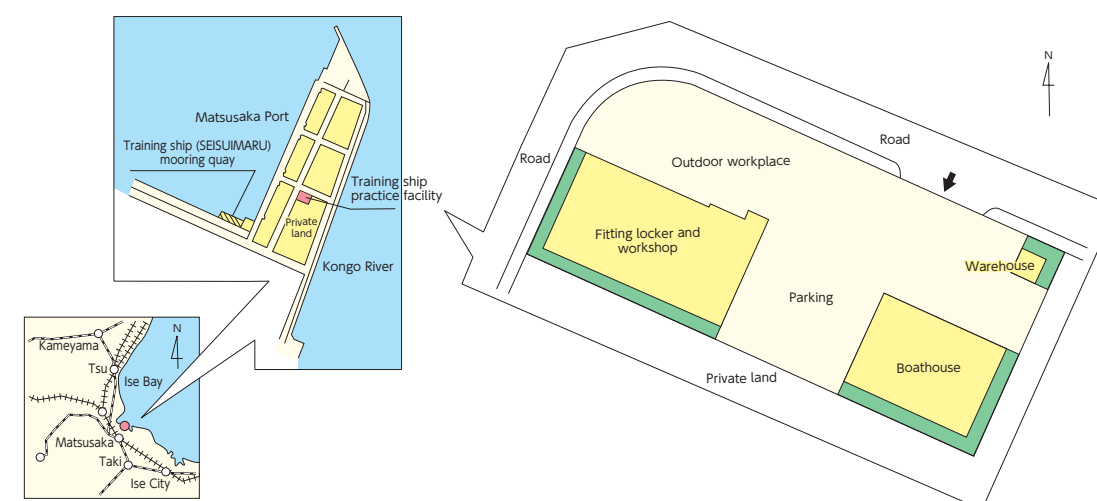 Matsusaka Port
Training ship (SEISUIMARU)
mooring quay
Training ship
practice facility
Private
land
Kongo River
N
Kameyama
Tsu
Ise Bay
Matsusaka
Taki
Ise City
N
Road
Road
Outdoor workplace
Fitting locker and
workshop
Warehouse
Parking
Boathouse
Private land